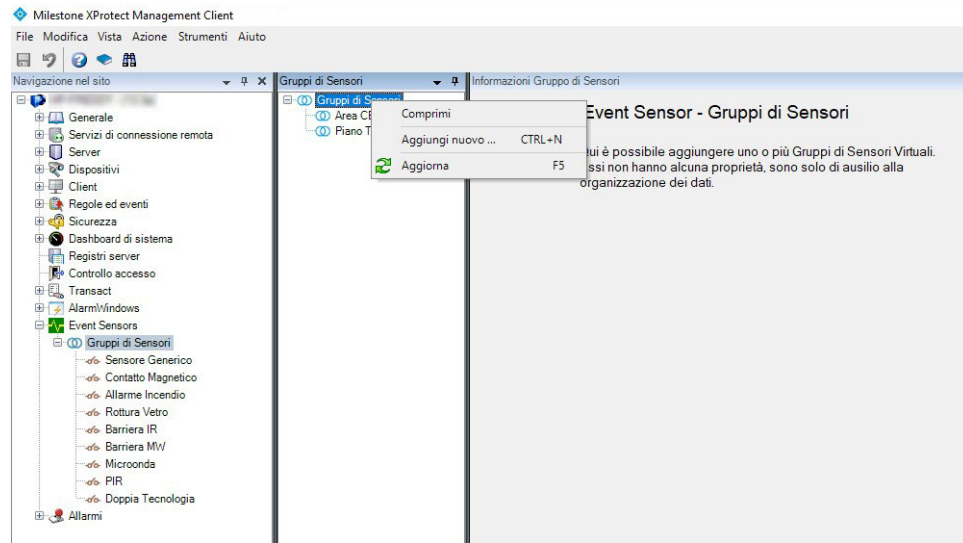 Milestone XProtect Management Client
File Modifica Vista Azione Strumenti Aiuto
Navigazione nel sito
Generale
Servizi di connessione remota
Server
Dispositivi
Client
Regole ed eventi
Sicurezza
Dashboard di sistema
Registri server
Controllo accesso
Transact
AlarmWindows
Event Sensors
Gruppi di Sensori
Sensore Generico
Contatto Magnetico
Allarme Incendio
Rottura Vetro
Barriera IR
Barriera MW
Microonda
PIR
Doppia Tecnologia
Allarmi
Gruppi di Sensori
Gruppi di Sensori
Area
Piano
Comprimi
Aggiungi nuovo ... CTRL+N
Aggiorna F5
Informazioni Gruppo di Sensori
Event Sensor - Gruppi di Sensori
è possibile aggiungere uno o più Gruppi di Sensori Virtuali.
non hanno alcuna proprietà, sono solo di ausilio alla
organizzazione dei dati.